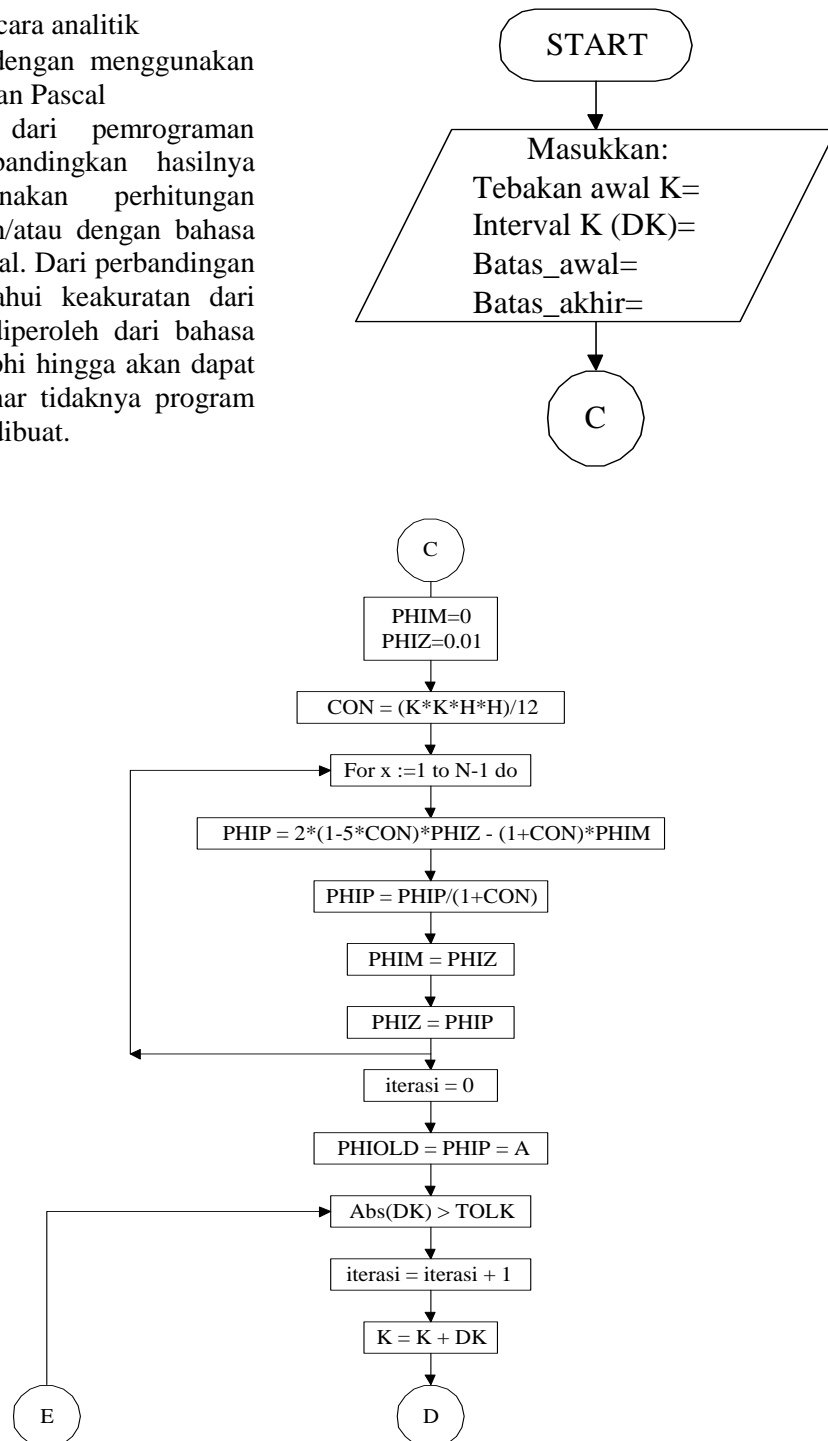 cara analitik
dengan menggunakan
an Pascal
dari pemrograman
bandingkan hasilnya
nakan perhitungan
n/atau dengan bahasa
al. Dari perbandingan
ahui keakuratan dari
diperoleh dari bahasa
phi hingga akan dapat
nar tidaknya program
dibuat.
START
Masukkan:
Tebakan awal K=
Interval K (DK)=
Batas_awal=
Batas_akhir=
C
C
PHIM=0
PHIZ=0.01
CON = (K*K*H*H)/12
For x :=1 to N-1 do
PHIP = 2*(1-5*CON)*PHIZ - (1+CON)*PHIM
PHIP = PHIP/(1+CON)
PHIM = PHIZ
PHIZ = PHIP
iterasi = 0
PHIOLD = PHIP = A
Abs(DK) > TOLK
iterasi = iterasi + 1
K = K + DK
E
D